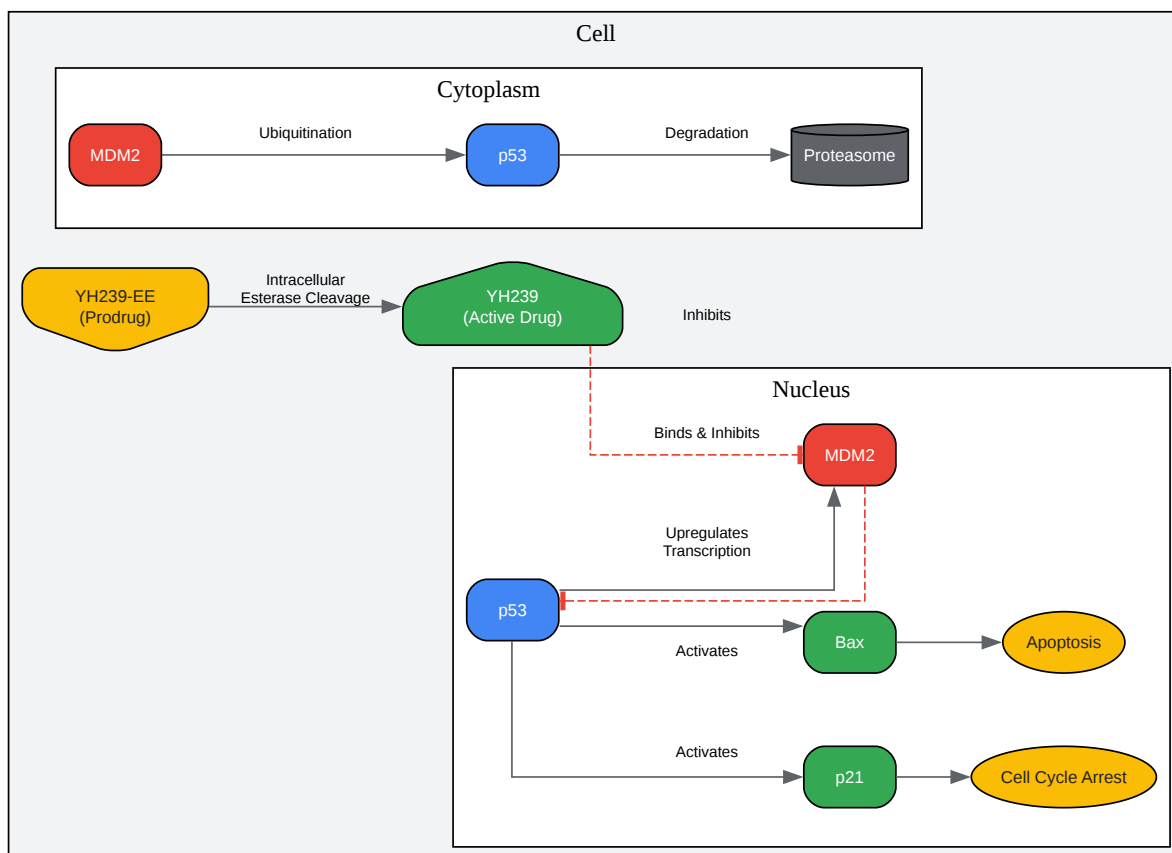 Cell
Cytoplasm
Ubiquitination
Degradation
MDM2
p53
Proteasome
YH239-EE
(Prodrug)
Intracellular
Esterase Cleavage
YH239
(Active Drug)
Inhibits
Nucleus
Binds & Inhibits
MDM2
Upregulates
Transcription
p53
Activates
Bax
Apoptosis
Activates
p21
Cell Cycle Arrest